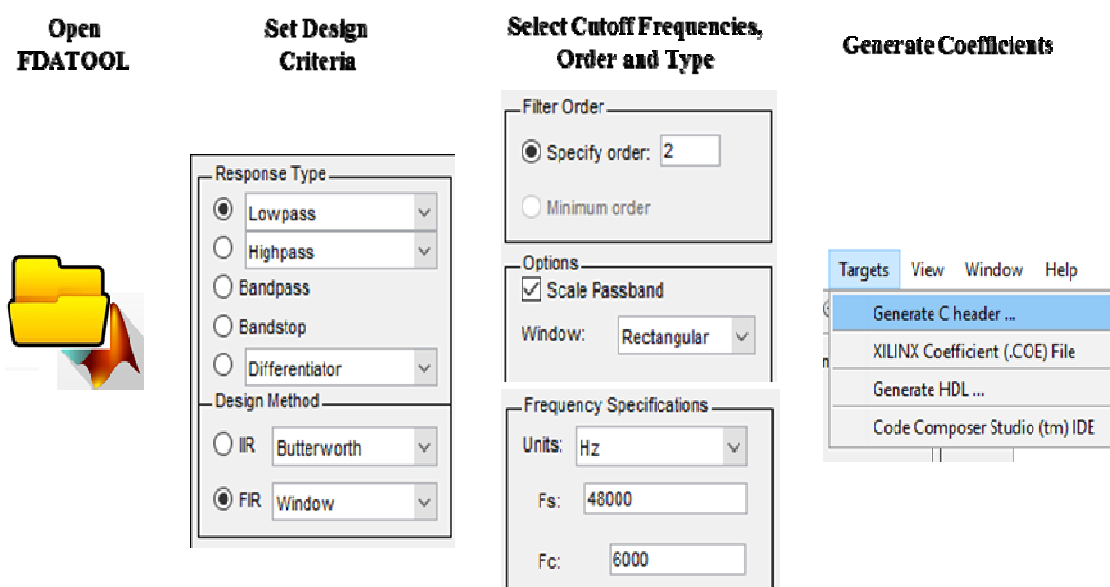 Open
FDATOOL
Set Design
Criteria
Select Cutoff Frequencies,
Order and Type
Generate Coefficients
Response Type
Lowpass
Highpass
Bandpass
Bandstop
Differentiator
Design Method
IIR Butterworth
FIR Window
Filter Order
Specify order: 2
Minimum order
Options
Scale Passband
Window: Rectangular
Frequency Specifications
Units: Hz
Fs: 48000
Fc: 6000
Targets View Window Help
Generate C header ...
XILINX Coefficient (.COE) File
Generate HDL ...
Code Composer Studio (tm) IDE